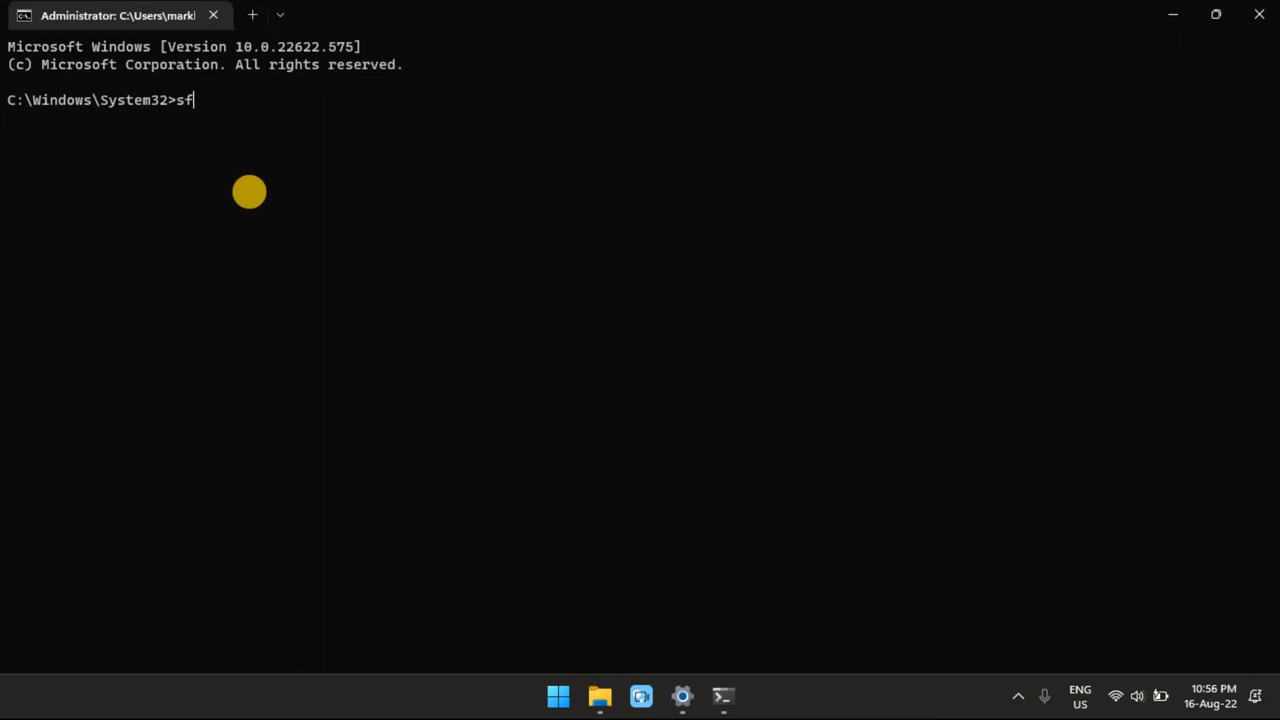 Administrator: C:\Users\markl
Microsoft Windows [Version 10.0.22622.575]
(c) Microsoft Corporation. All rights reserved.
C:\Windows\System32>sf
ENG
US
10:56 PM
16-Aug-22